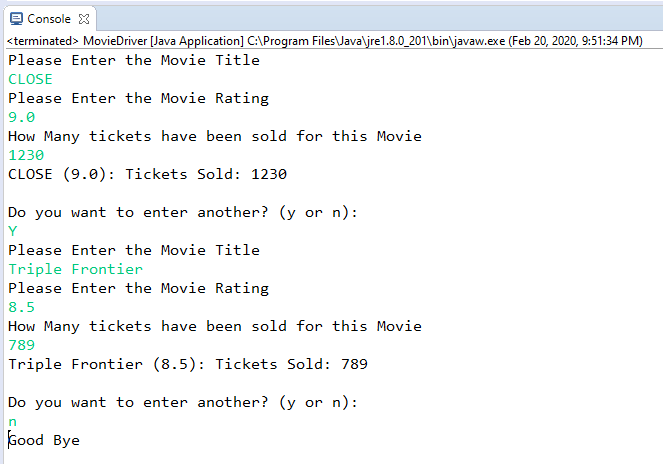 Console
<terminated> MovieDriver [Java Application] C:\Program Files\Java\jre1.8.0_201\bin\javaw.exe (Feb 20, 2020, 9:51:34 PM)
Please Enter the Movie Title
CLOSE
Please Enter the Movie Rating
9.0
How Many tickets have been sold for this Movie
1230
CLOSE (9.0): Tickets Sold: 1230
Do you want to enter another? (y or n):
Y
Please Enter the Movie Title
Triple Frontier
Please Enter the Movie Rating
8.5
How Many tickets have been sold for this Movie
789
Triple Frontier (8.5): Tickets Sold: 789
Do you want to enter another? (y or n):
n
Good Bye